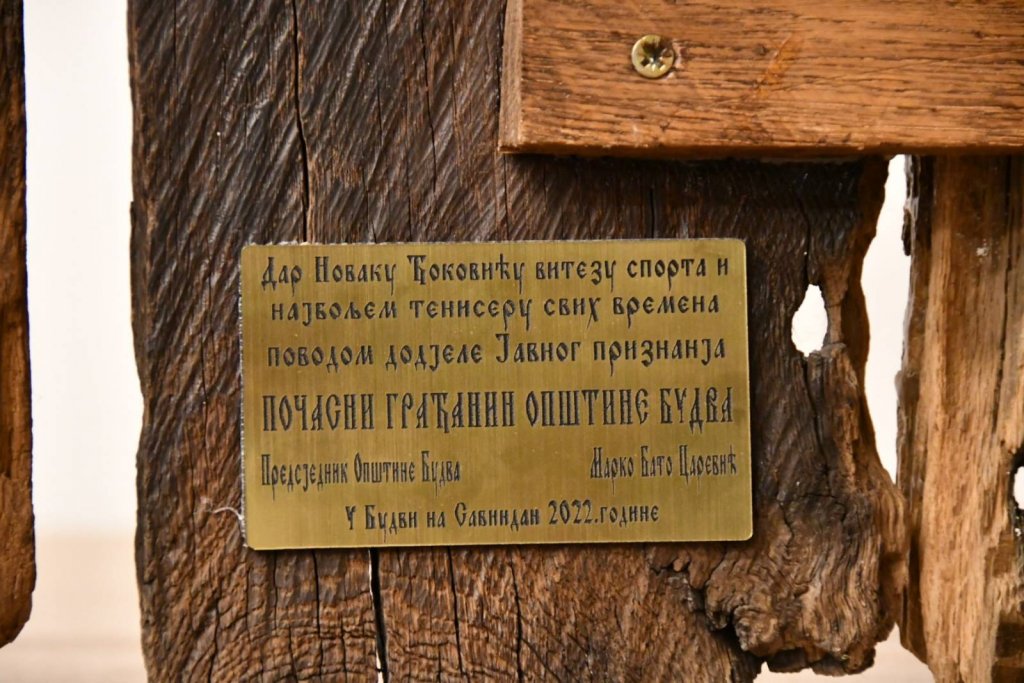 Дар Новаку Ђоковићу витезу спорта и
најбољем тенисеру свих времена
поводом додјеле Јавног признанја
ПОЧАСНИ ГРАЂАНИН ОПШТИНЕ БУДВА
Предсједник Општине Будва Марко Бато Царевић
У Будви на Савиндан 2022.године